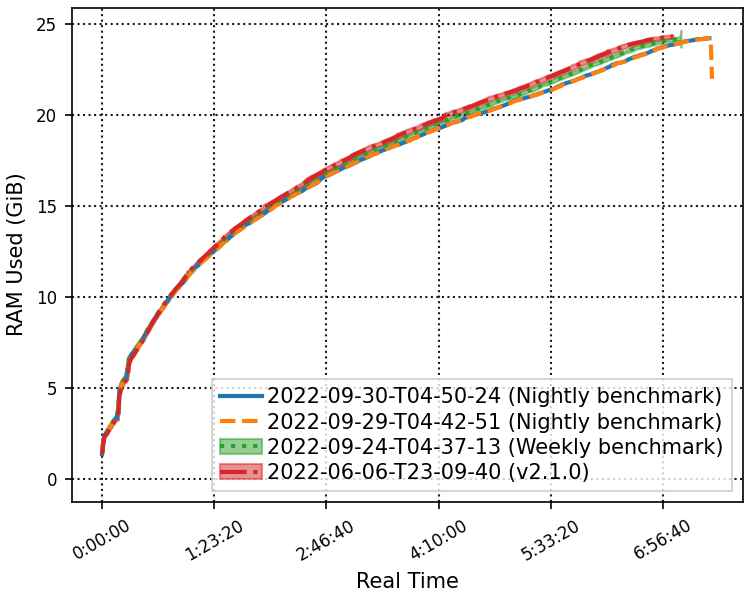 25
20
15
10
5
0
RAM Used (GiB)
2022-09-30-T04-50-24 (Nightly benchmark)
2022-09-29-T04-42-51 (Nightly benchmark)
2022-09-24-T04-37-13 (Weekly benchmark)
2022-06-06-T23-09-40 (v2.1.0)
0:00:00
1:23:20
2:46:40
4:10:00
5:33:20
6:56:40
Real Time